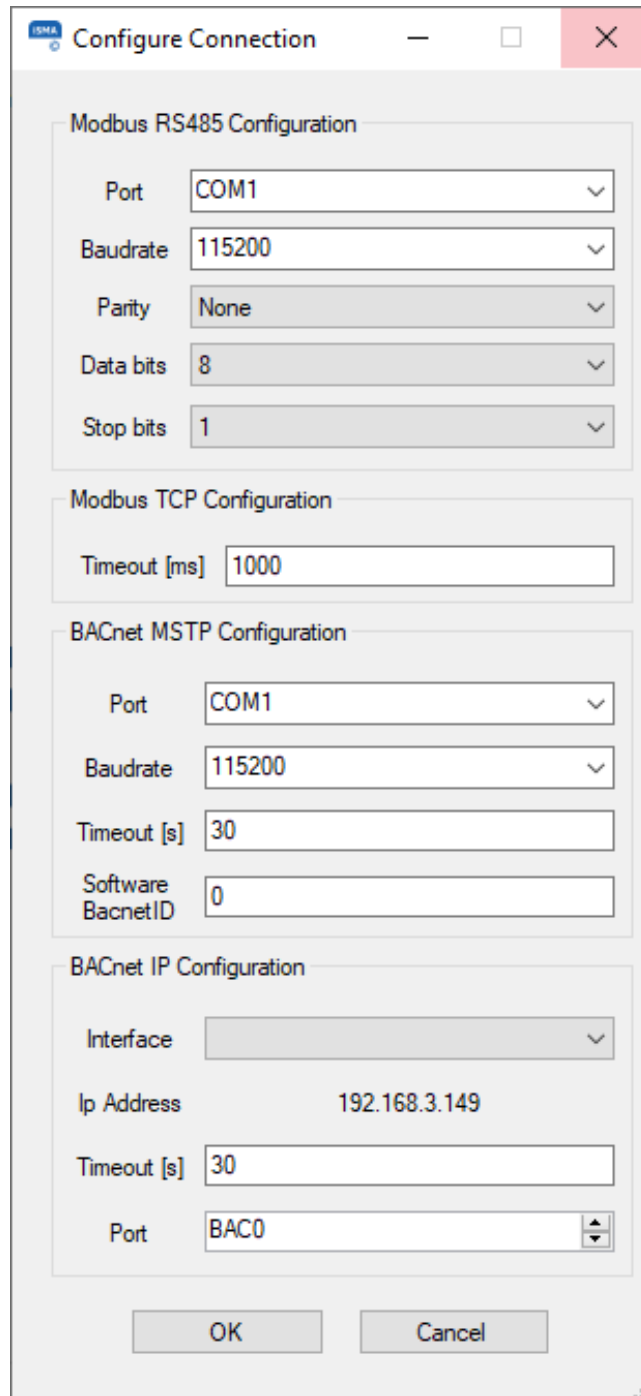 iSMA Configure Connection
Modbus RS485 Configuration
Port COM1
Baudrate 115200
Parity None
Data bits 8
Stop bits 1
Modbus TCP Configuration
Timeout [ms] 1000
BACnet MSTP Configuration
Port COM1
Baudrate 115200
Timeout [s] 30
Software
BacnetID 0
BACnet IP Configuration
Interface
Ip Address 192.168.3.149
Timeout [s] 30
Port BAC0
OK Cancel